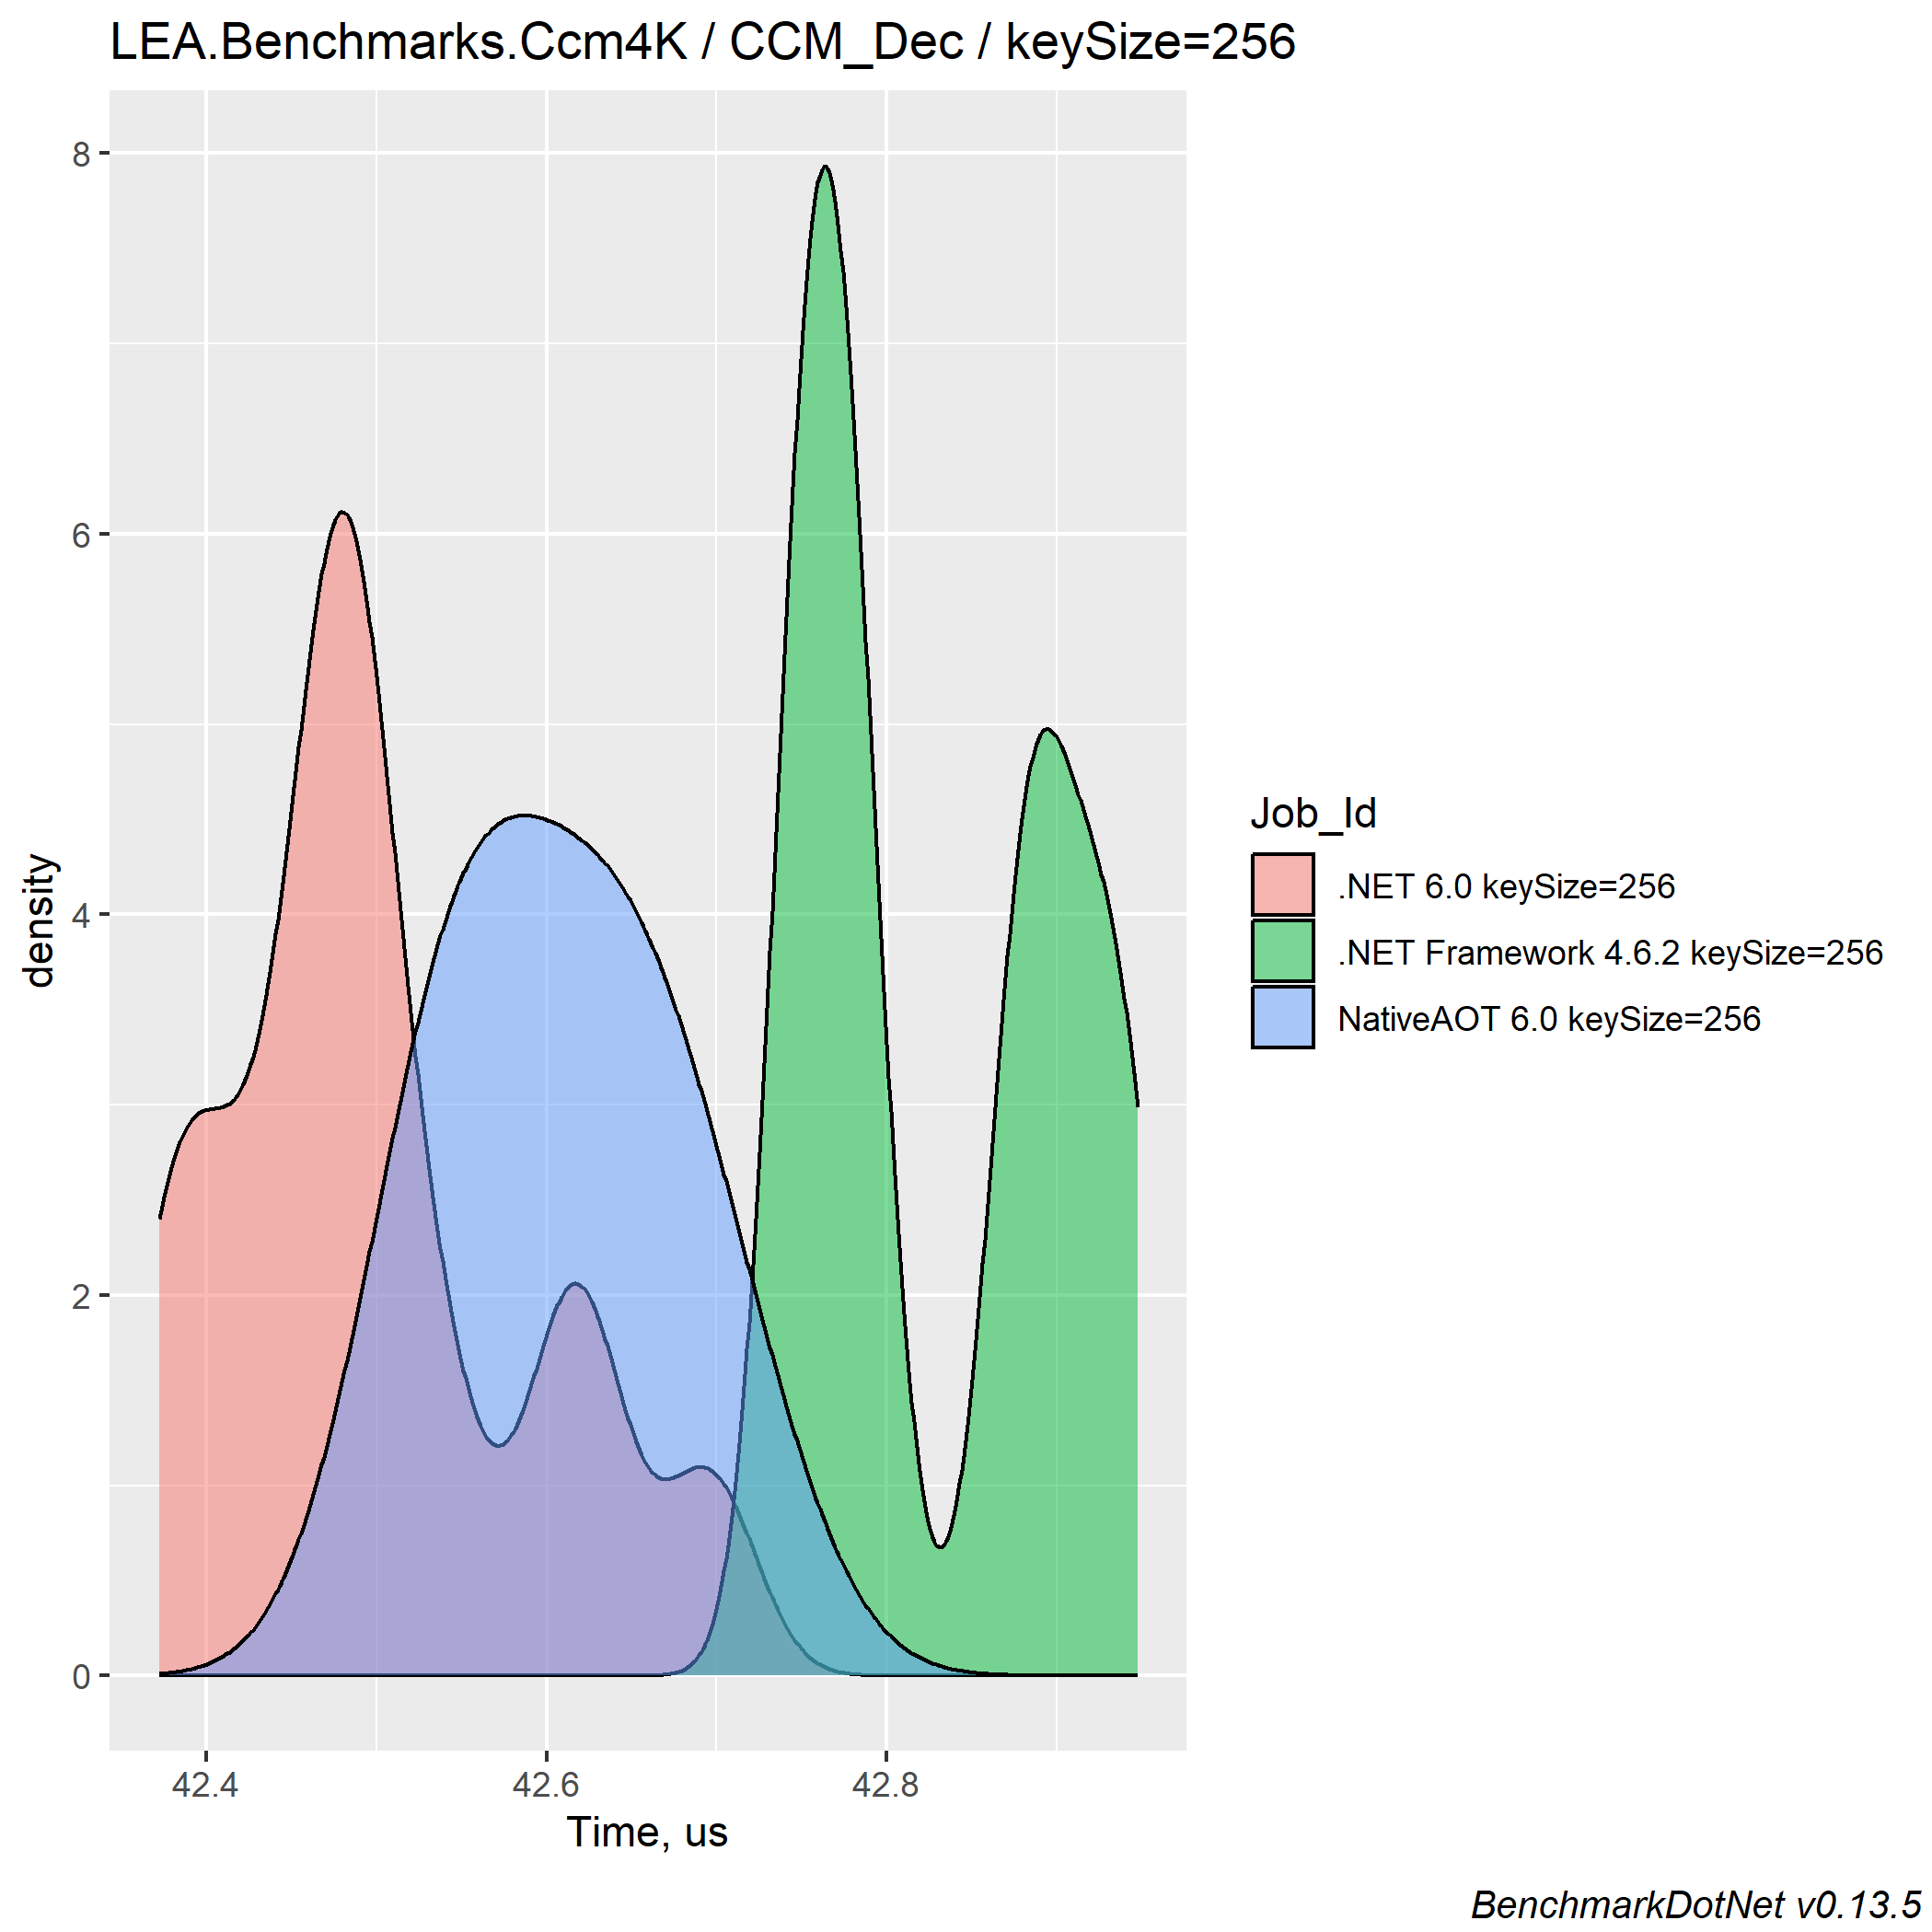 LEA.Benchmarks.Ccm4K / CCM_Dec / keySize=256
8
6
4
2
0
density
42.4 42.6 42.8
Time, us
Job_Id
.NET 6.0 keySize=256
.NET Framework 4.6.2 keySize=256
NativeAOT 6.0 keySize=256
BenchmarkDotNet v0.13.5